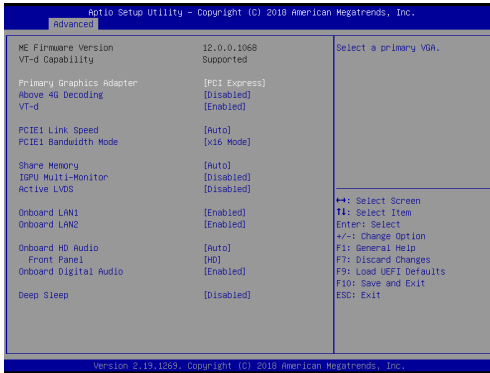 Aptio Setup Utility – Copyright (C) 2018 American Megatrends, Inc.
Advanced
ME Firmware Version 12.0.0.1068
VT-d Capability Supported
Primary Graphics Adapter [PCI Express]
Above 4G Decoding [Disabled]
VT-d [Enabled]
PCIE1 Link Speed [Auto]
PCIE1 Bandwidth Mode [x16 Mode]
Share Memory [Auto]
IGPU Multi-Monitor [Disabled]
Active LVDS [Disabled]
Onboard LAN1 [Enabled]
Onboard LAN2 [Enabled]
Onboard HD Audio [Auto]
Front Panel [HD]
Onboard Digital Audio [Enabled]
Deep Sleep [Disabled]
Select a primary VGA.
↔: Select Screen
↑↓: Select Item
Enter: Select
+/-: Change Option
F1: General Help
F7: Discard Changes
F9: Load UEFI Defaults
F10: Save and Exit
ESC: Exit
Version 2.19.1269. Copyright (C) 2018 American Megatrends, Inc.